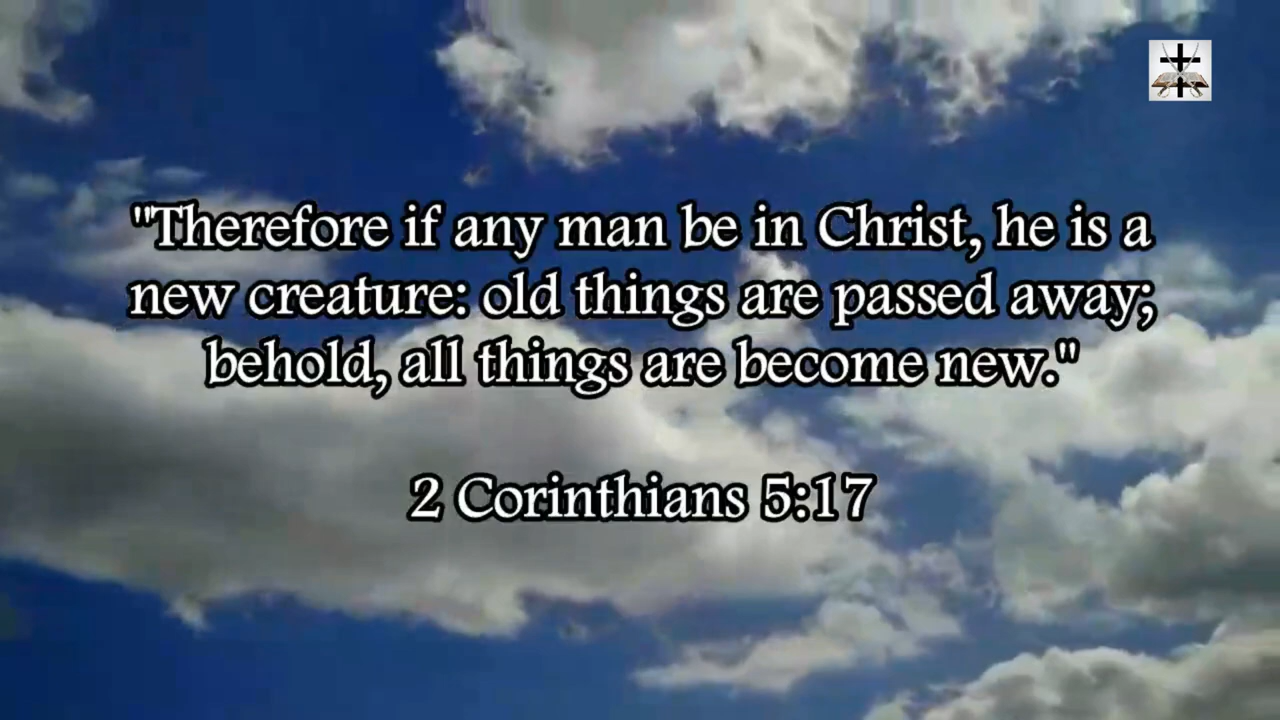 "Therefore if any man be in Christ, he is a
new creature: old things are passed away;
behold, all things are become new."
2 Corinthians 5:17